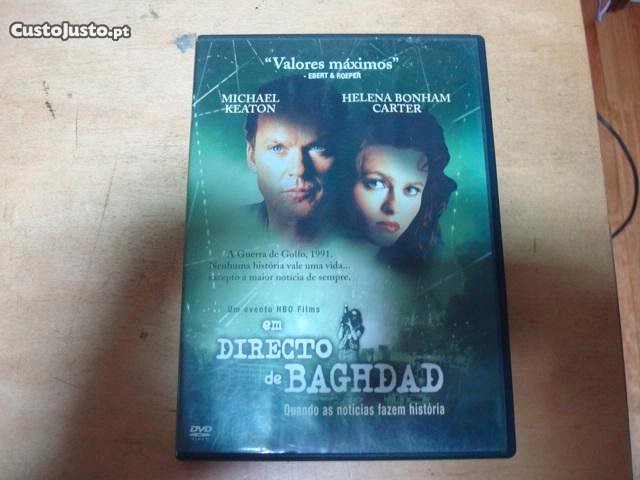 CustoJusto.pt
“Valores máximos”
- EBERT & ROEPER
MICHAEL
KEATON
HELENA BONHAM
CARTER
A Guerra de Golfo, 1991.
Nenhuma história vale uma vida...
excepto a maior notícia de sempre.
Um evento HBO Films
em
DIRECTO
de BAGHDAD
Quando as notícias fazem história
DVD
VIDEO